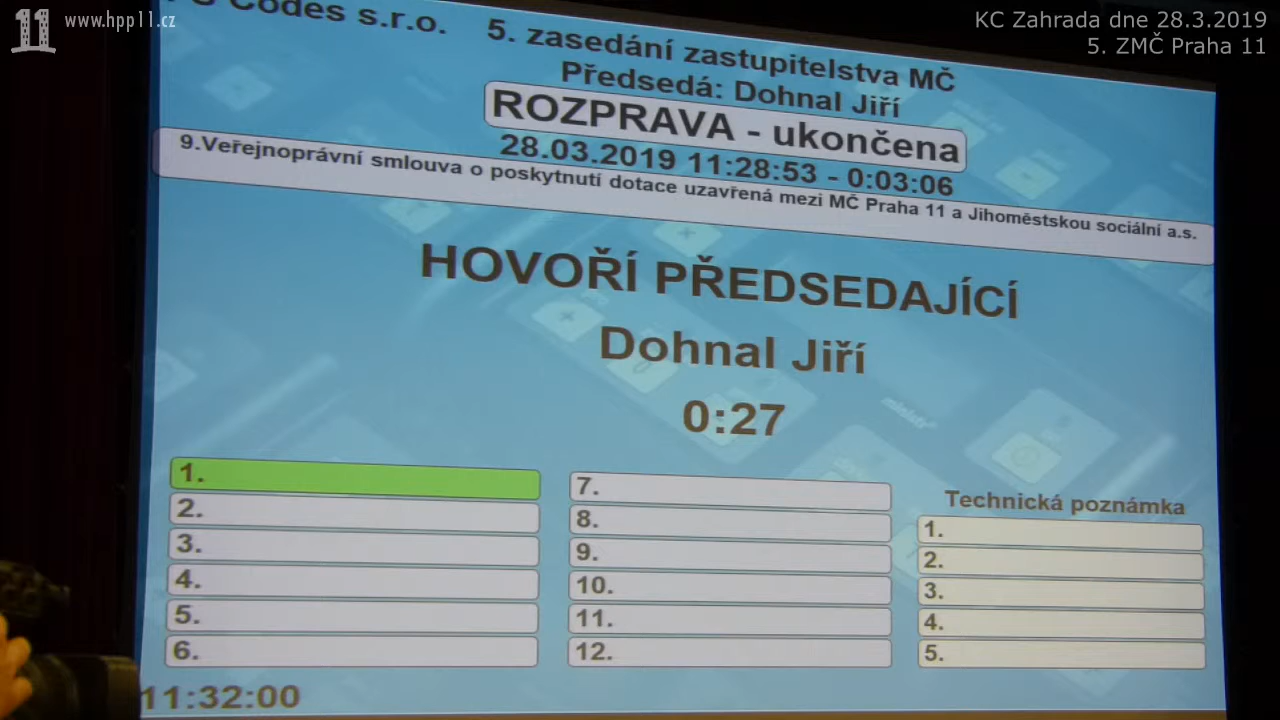 11 www.hpp11.cz
KC Zahrada dne 28.3.2019
5. ZMČ Praha 11
Codes s.r.o. 5. zasedání zastupitelstva MČ
Předsedá: Dohnal Jiří
ROZPRAVA - ukončena
28.03.2019 11:28:53 - 0:03:06
9.Veřejnoprávní smlouva o poskytnutí dotace uzavřená mezi MČ Praha 11 a Jihoměstskou sociální a.s.
HOVOŘÍ PŘEDSEDAJÍCÍ
Dohnal Jiří
0:27
1.
2.
3.
4.
5.
6.
7.
8.
9.
10.
11.
12.
Technická poznámka
1.
2.
3.
4.
5.
11:32:00